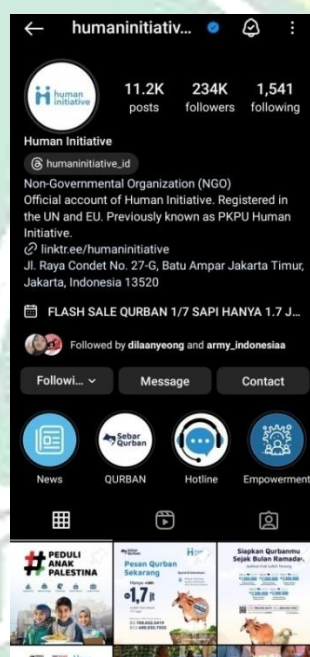 humaninitiativ...
human
initiative
11.2K
posts
234K
followers
1,541
following
Human Initiative
humaninitiative_id
Non-Governmental Organization (NGO)
Official account of Human Initiative. Registered in
the UN and EU. Previously known as PKPU Human
Initiative.
linktr.ee/humaninitiative
Jl. Raya Condet No. 27-G, Batu Ampar Jakarta Timur,
Jakarta, Indonesia 13520
FLASH SALE QURBAN 1/7 SAPI HANYA 1.7 J...
Followed by dilaanyeong and army_indonesiaa
Followi...
Message
Contact
Sebar
Qurban
News
QURBAN
Hotline
Empowerment
# PEDULI
ANAK
PALESTINA
Sebar
Qurban
Pesan Qurban
Sekarang
1,7 jt
Siapkan Qurbanmu
Sejak Bulan Ramadan